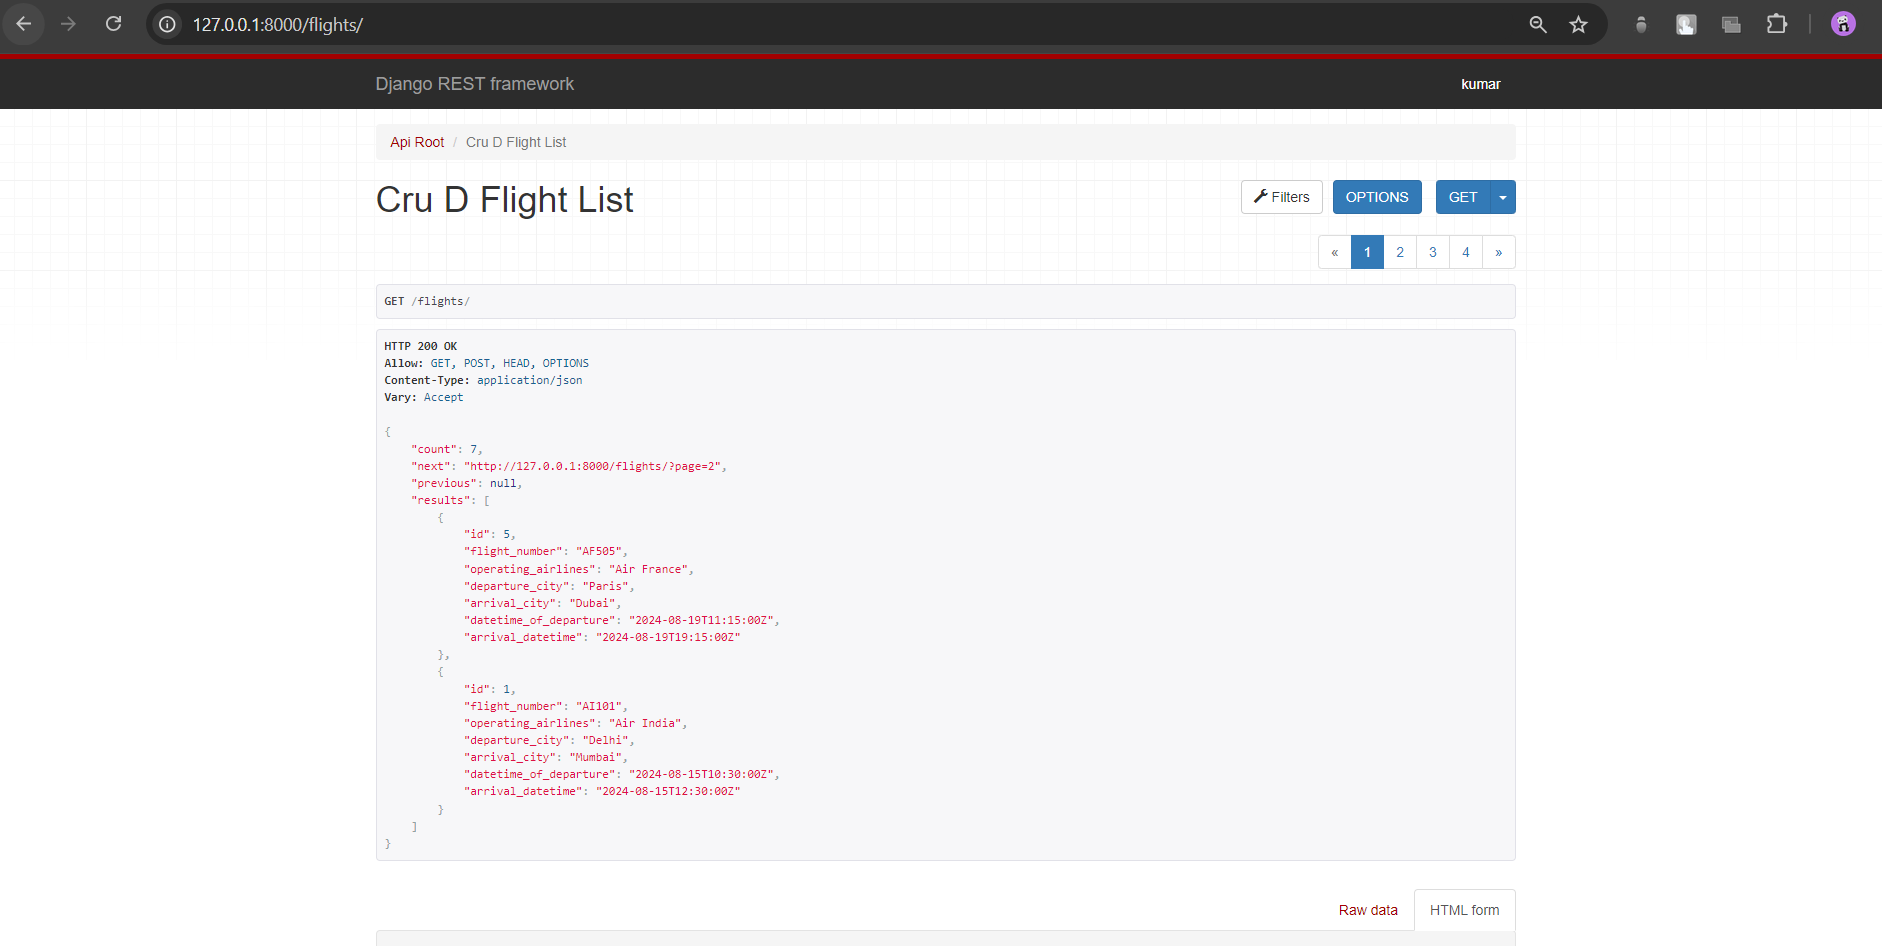 127.0.0.1:8000/flights/
Django REST framework
kumar
Api Root / Cru D Flight List
Cru D Flight List
Filters
OPTIONS
GET
« 1 2 3 4 »
GET /flights/
HTTP 200 OK
Allow: GET, POST, HEAD, OPTIONS
Content-Type: application/json
Vary: Accept
{
    "count": 7,
    "next": "http://127.0.0.1:8000/flights/?page=2",
    "previous": null,
    "results": [
        {
            "id": 5,
            "flight_number": "AF505",
            "operating_airlines": "Air France",
            "departure_city": "Paris",
            "arrival_city": "Dubai",
            "datetime_of_departure": "2024-08-19T11:15:00Z",
            "arrival_datetime": "2024-08-19T19:15:00Z"
        },
        {
            "id": 1,
            "flight_number": "AI101",
            "operating_airlines": "Air India",
            "departure_city": "Delhi",
            "arrival_city": "Mumbai",
            "datetime_of_departure": "2024-08-15T10:30:00Z",
            "arrival_datetime": "2024-08-15T12:30:00Z"
        }
    ]
}
Raw data
HTML form